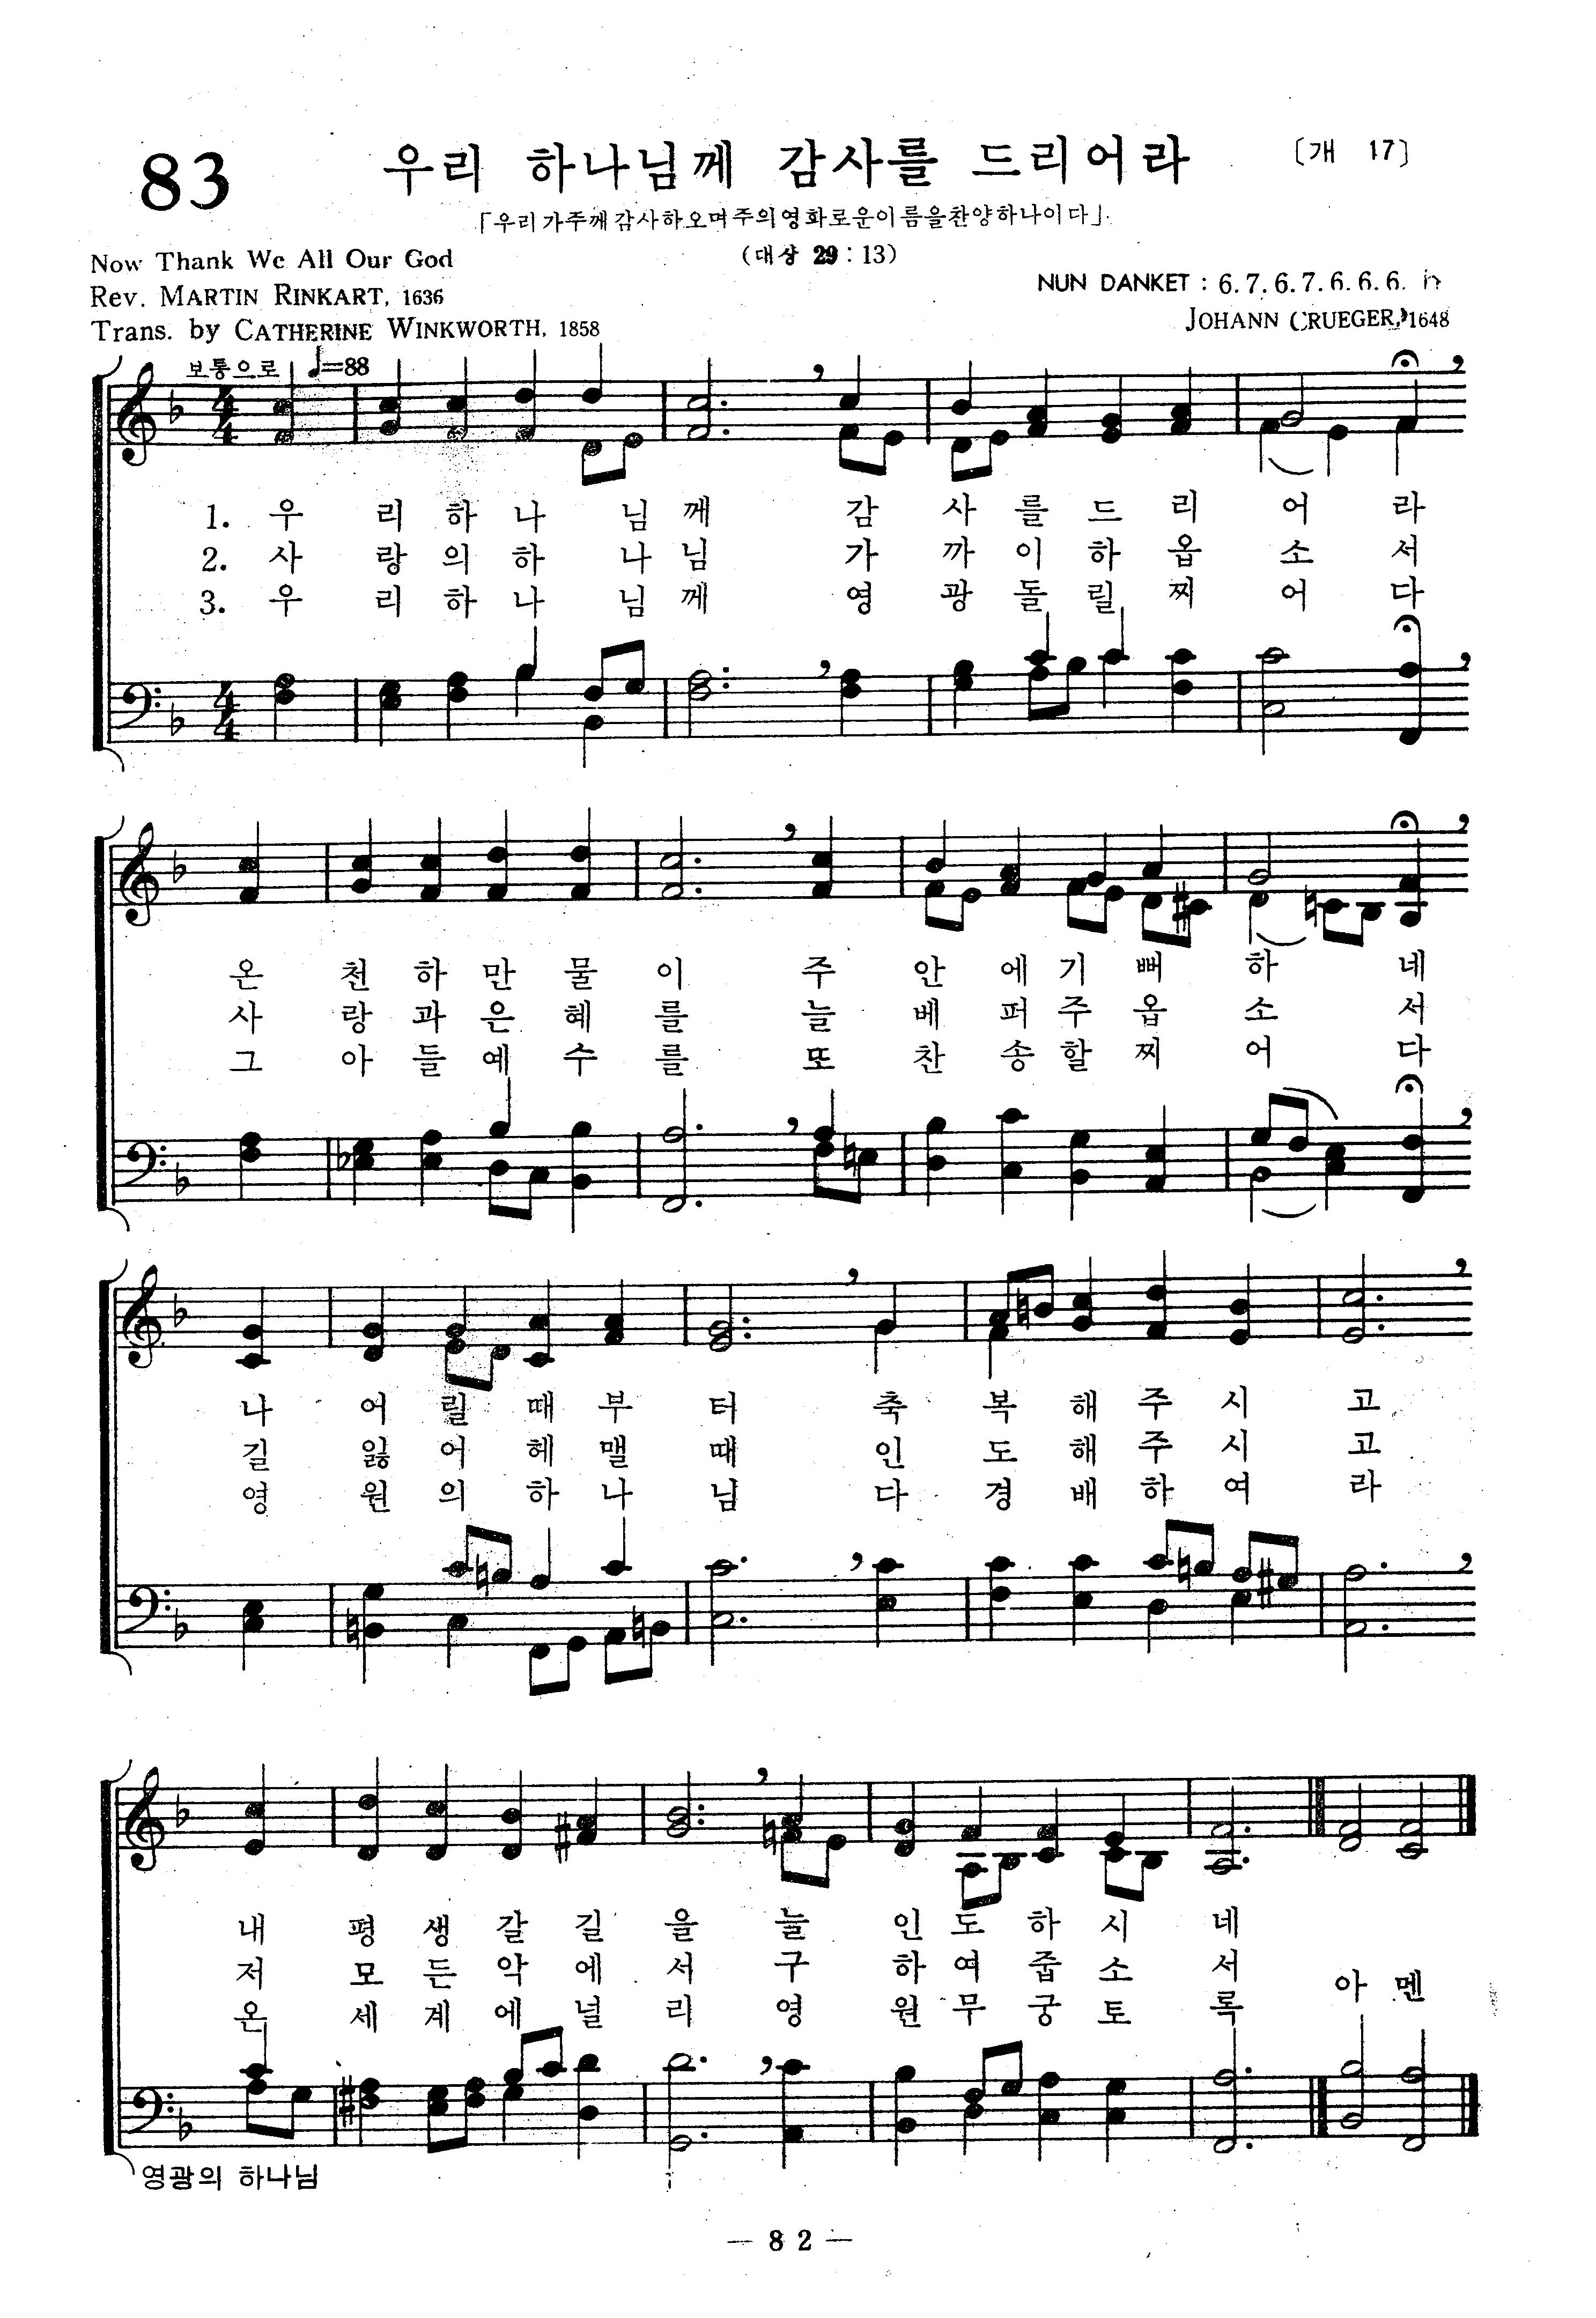 83
우리 하나님께 감사를 드리어라
〔개 17〕
「우리가주께감사하오며주의영화로운이름을찬양하나이다」
(대상 29 : 13)
Now Thank We All Our God
Rev. MARTIN RINKART, 1636
Trans. by CATHERINE WINKWORTH, 1858
NUN DANKET : 6. 7. 6. 7. 6. 6. 6.
JOHANN CRUEGER, 1648
보통으로 ♩=88
4 4
1. 우 리 하 나 님 께 감 사 를 드 리 어 라
2. 사 랑 의 하 나 님 가 까 이 하 옵 소 서
3. 우 리 하 나 님 께 영 광 돌 릴 찌 어 다
4 4
온 천 하 만 물 이 주 안 에 기 뻐 하 네
사 랑 과 은 혜 를 늘 베 퍼 주 옵 소 서
그 아 들 예 수 를 또 찬 송 할 찌 어 다
나 어 릴 때 부 터 축 복 해 주 시 고
길 잃 어 헤 맬 때 인 도 해 주 시 고
영 원 의 하 나 님 다 경 배 하 여 라
내 평 생 갈 길 을 늘 인 도 하 시 네
저 모 든 악 에 서 구 하 여 줍 소 서
온 세 계 에 널 리 영 원 무 궁 토 록
아 멘
영광의 하나님
— 8 2 —